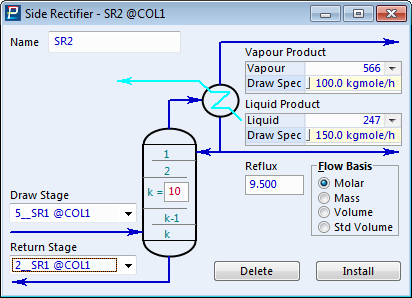 Side Rectifier - SR2 @COL1
Name SR2
Vapour Product
Vapour 566
Draw Spec 100.0 kgmole/h
Liquid Product
Liquid 247
Draw Spec 150.0 kgmole/h
1
2
k = 10
k-1
k
Reflux
9.500
Flow Basis
Molar
Mass
Volume
Std Volume
Draw Stage
5__SR1 @COL1
Return Stage
2__SR1 @COL1
Delete
Install